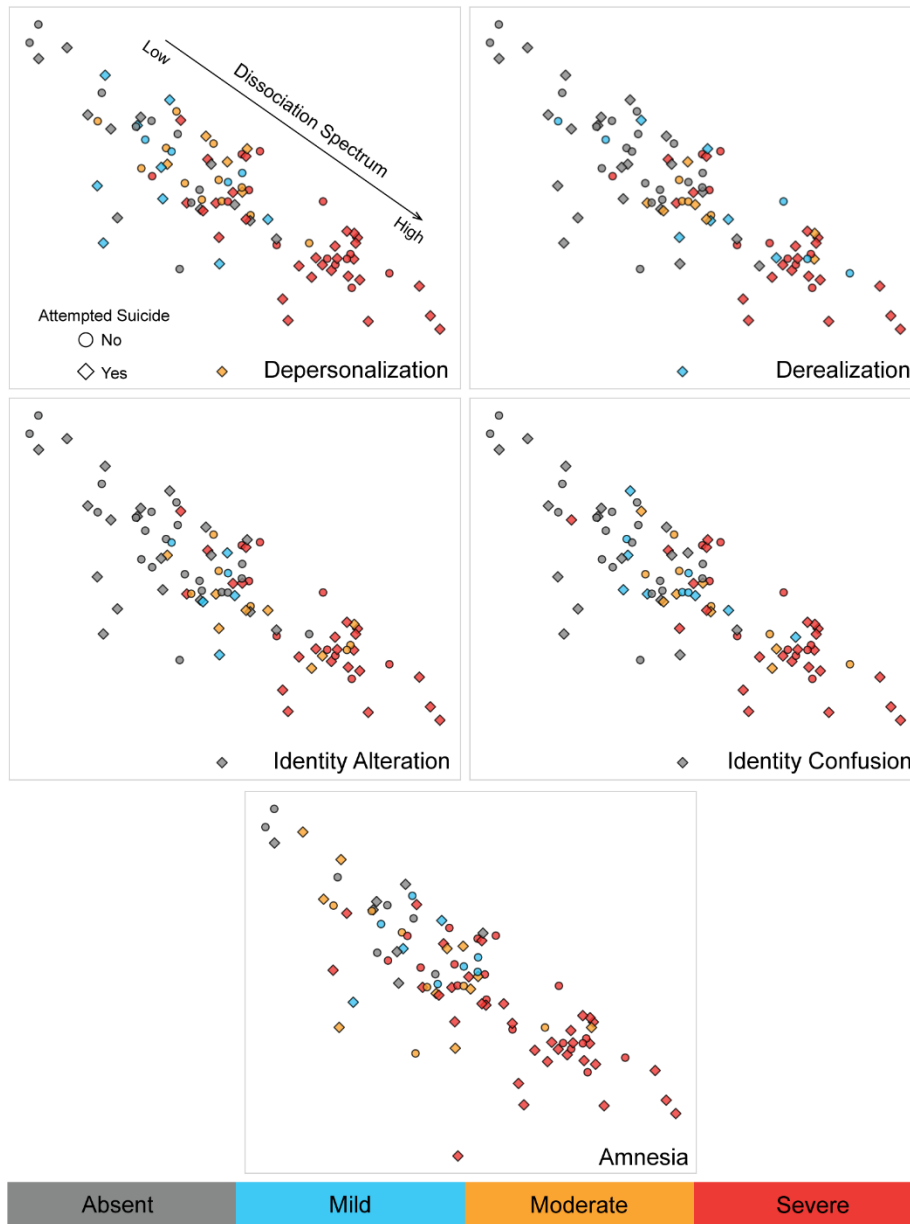 Low
Dissociation Spectrum
High
Attempted Suicide
No
Yes
Depersonalization
Derealization
Identity Alteration
Identity Confusion
Amnesia
Absent
Mild
Moderate
Severe